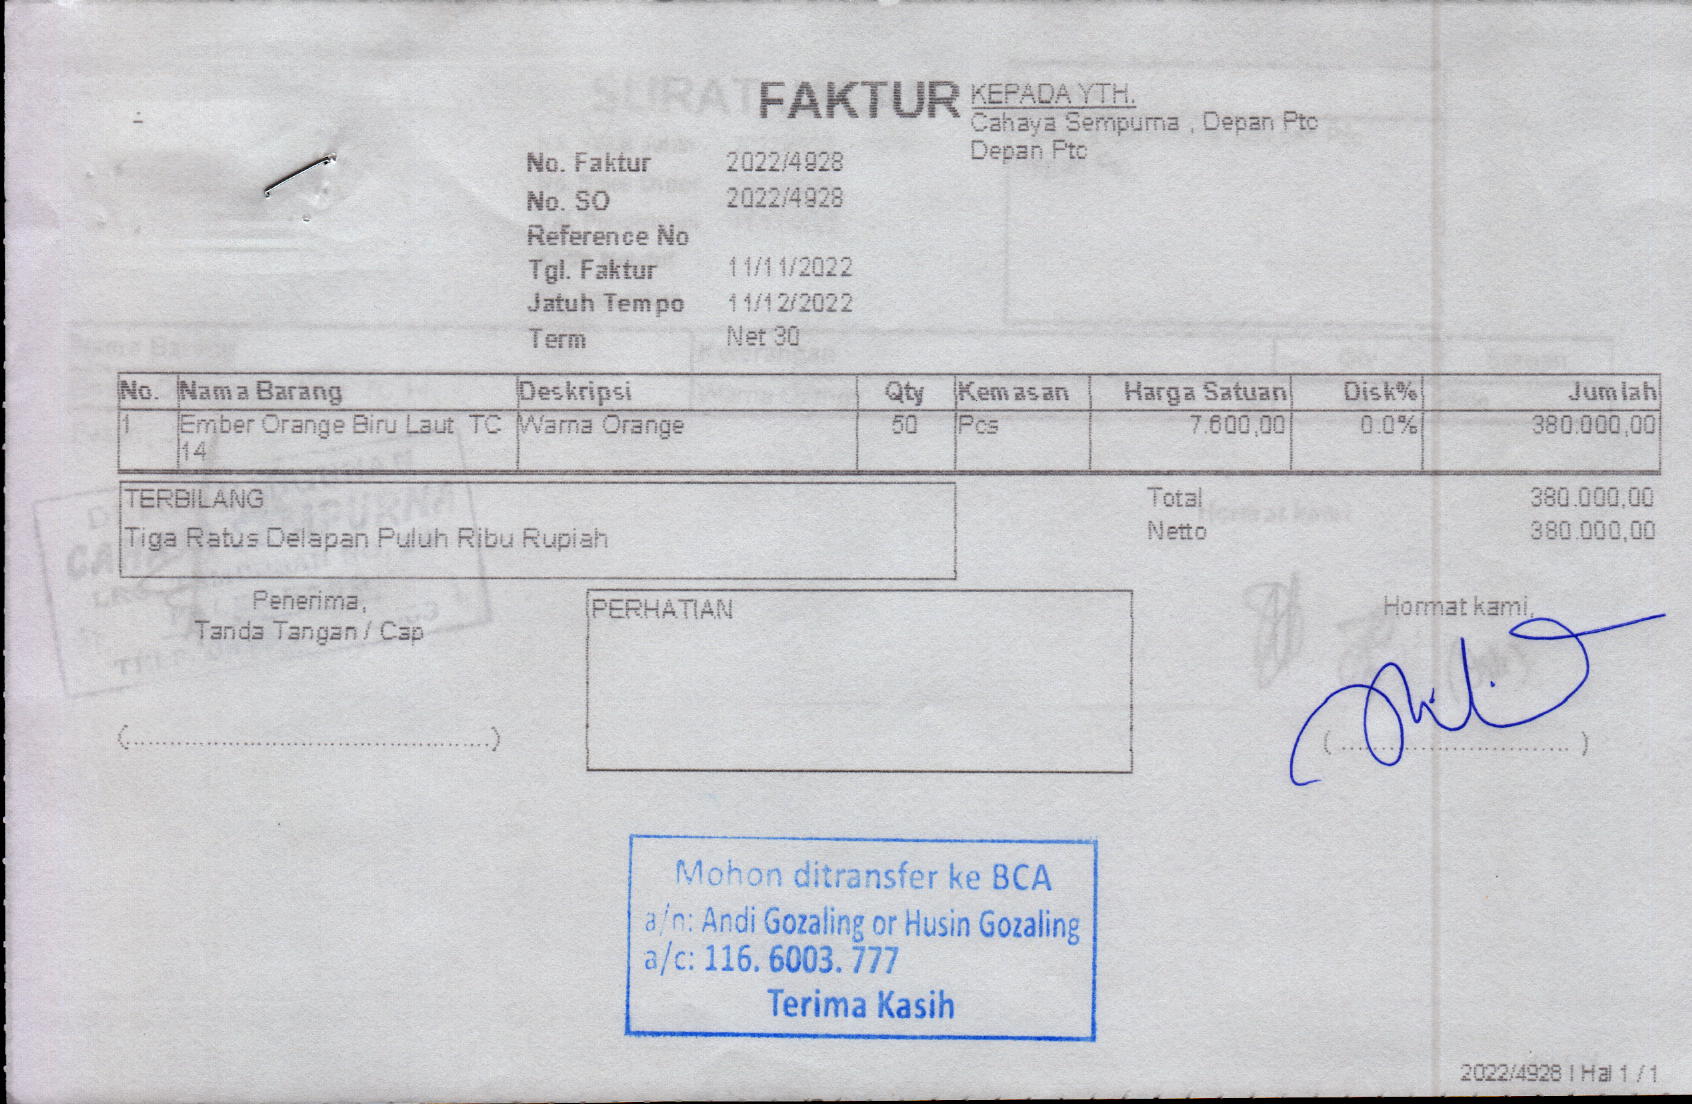 FAKTUR
KEPADA YTH.
Cahaya Sempurna , Depan Ptc
Depan Ptc
No. Faktur 2022/4928
No. SO 2022/4928
Reference No
Tgl. Faktur 11/11/2022
Jatuh Tempo 11/12/2022
Term Net 30
No. Nama Barang Deskripsi Qty Kemasan Harga Satuan Disk% Jumlah
1 Ember Orange Biru Laut TC Warna Orange 50 Pcs 7.600,00 0.0% 380.000,00
14
TERBILANG
Tiga Ratus Delapan Puluh Ribu Rupiah
Total 380.000,00
Netto 380.000,00
Penerima,
Tanda Tangan / Cap
PERHATIAN
Hormat kami,
(..............................................)
( ............................. )
Mohon ditransfer ke BCA
a/n: Andi Gozaling or Husin Gozaling
a/c: 116. 6003. 777
Terima Kasih
2022/4928 | Hal 1 / 1